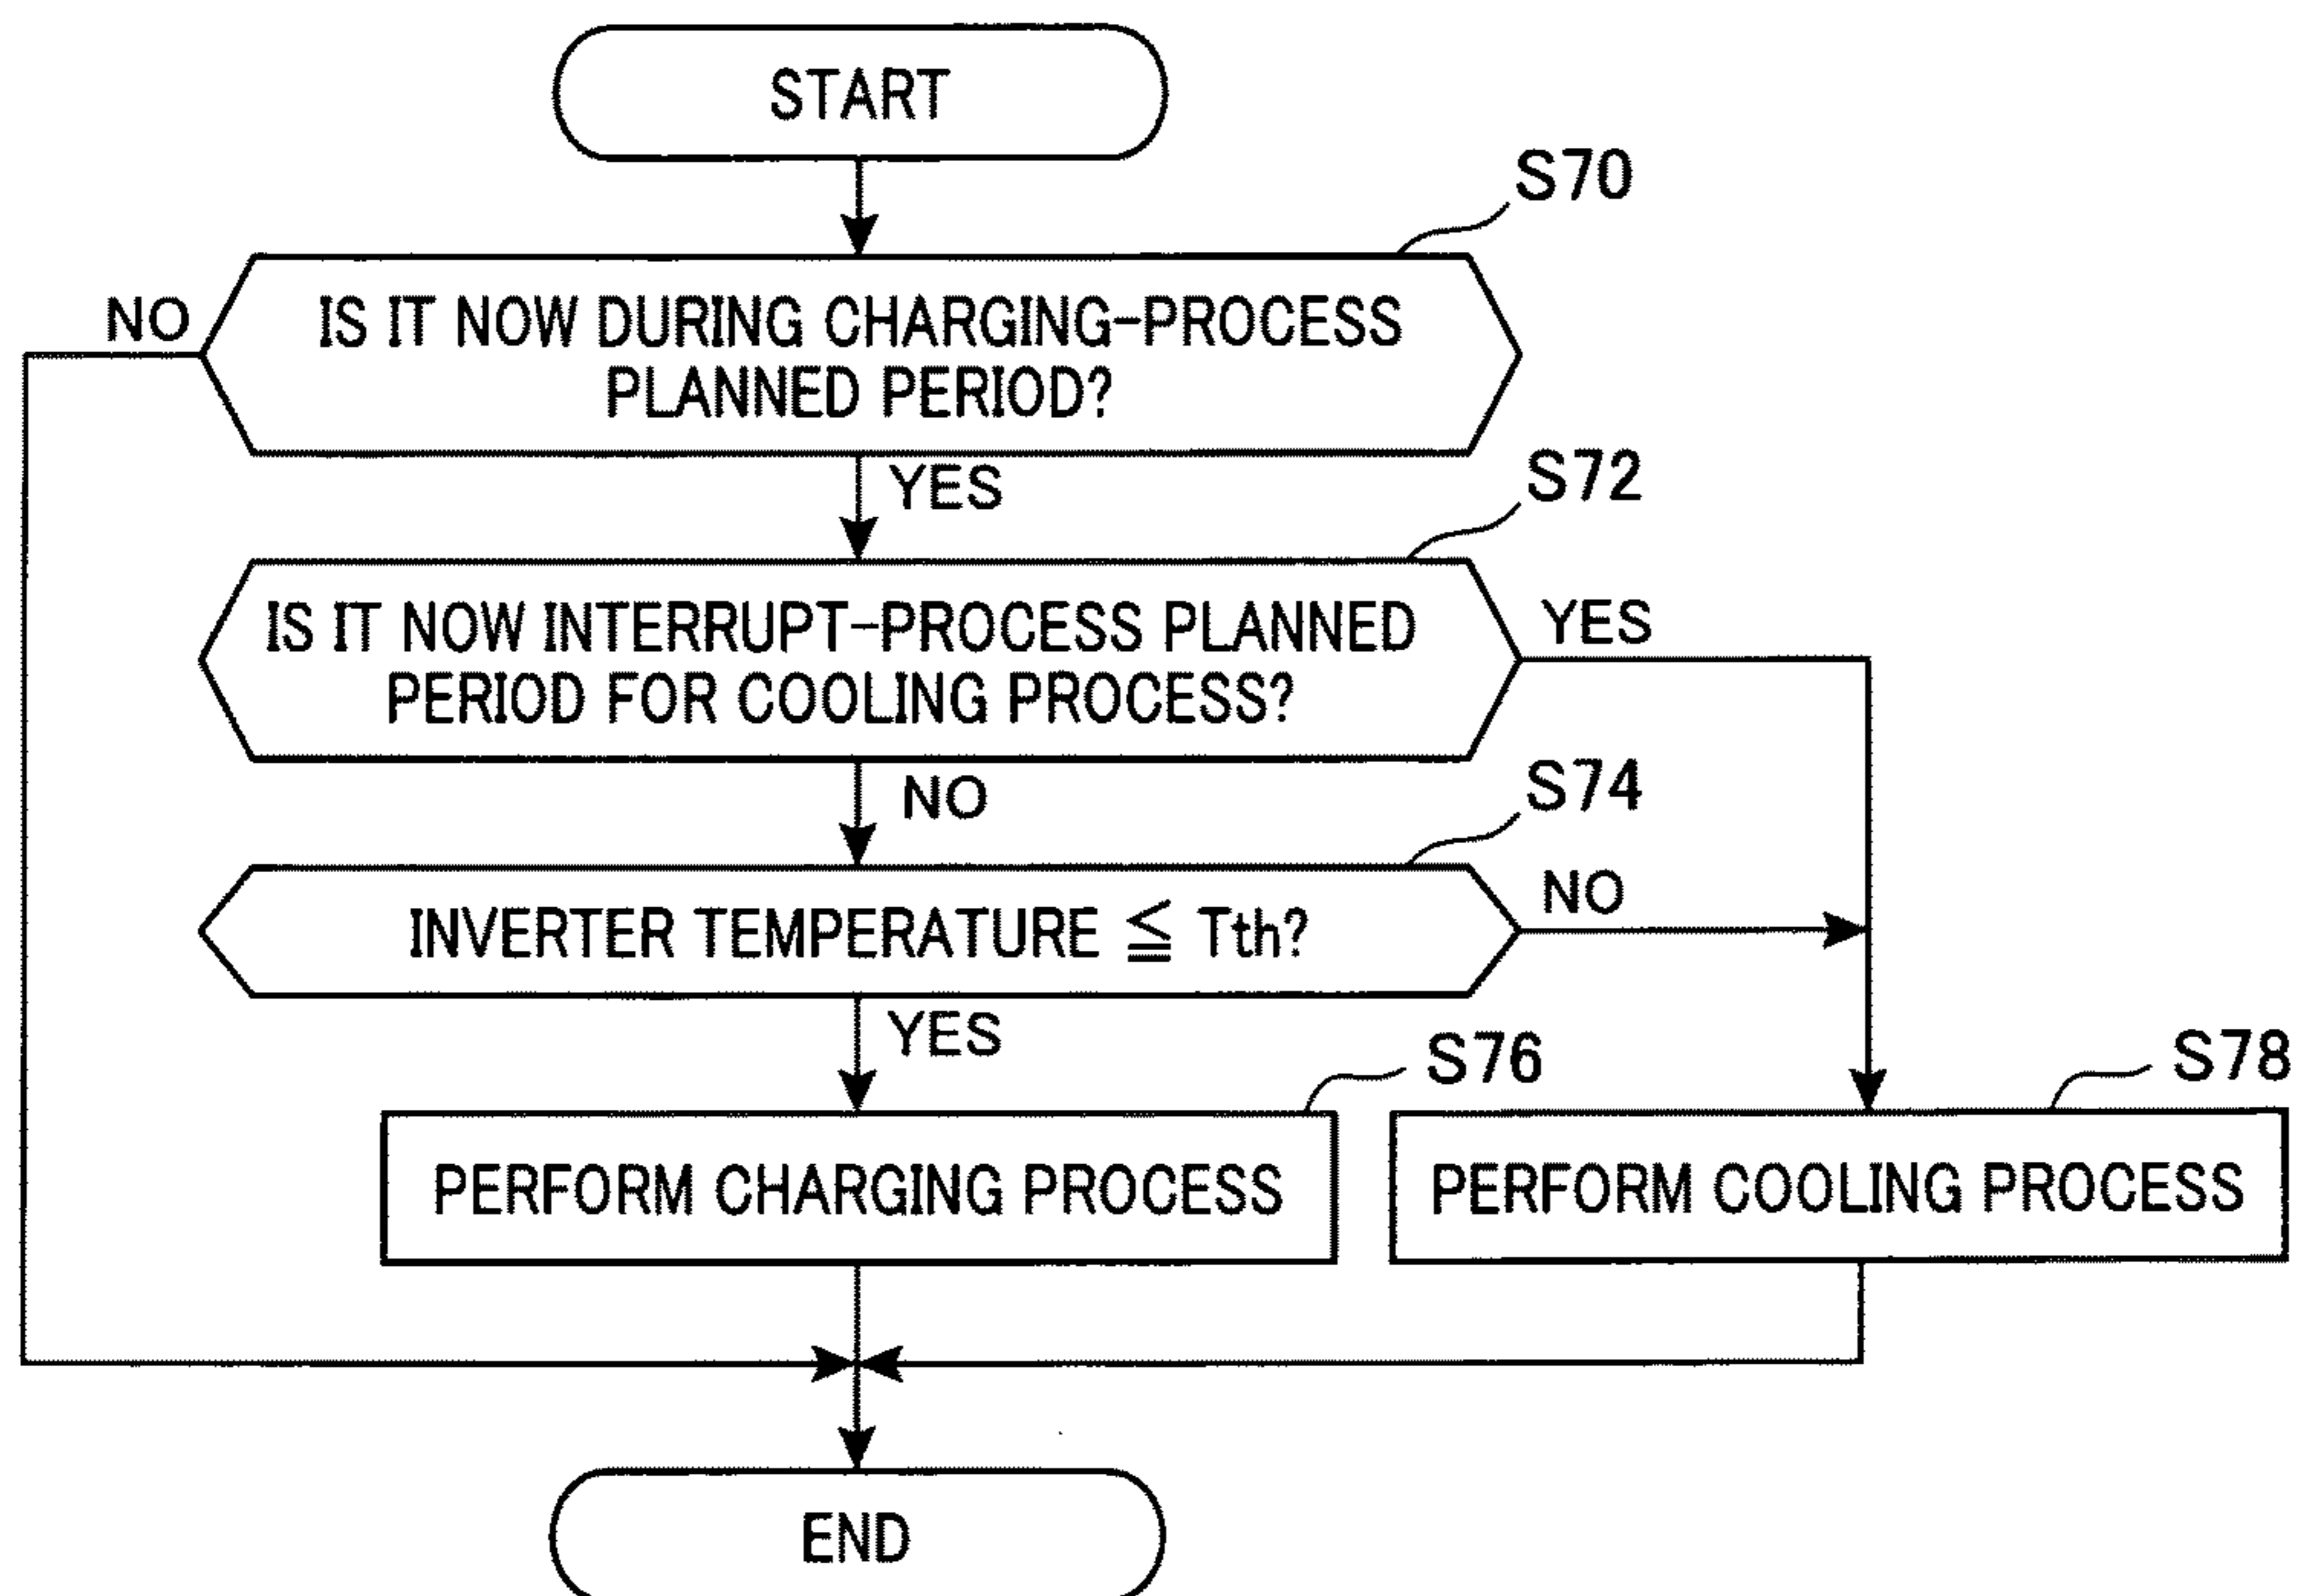 START
S70
NO
IS IT NOW DURING CHARGING-PROCESS
PLANNED PERIOD?
YES
S72
IS IT NOW INTERRUPT-PROCESS PLANNED
PERIOD FOR COOLING PROCESS?
YES
NO
S74
INVERTER TEMPERATURE ≦ Tth?
NO
YES
S76
S78
PERFORM CHARGING PROCESS
PERFORM COOLING PROCESS
END